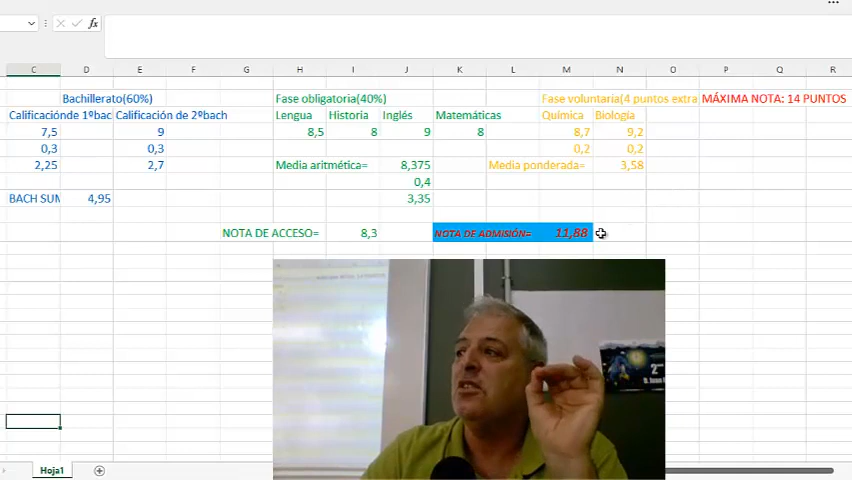 fx
C D E F G H I J K L M N O P Q R
Bachillerato(60%) Fase obligatoria(40%) Fase voluntaria(4 puntos extra MÁXIMA NOTA: 14 PUNTOS
Calificaciónde 1ºbac Calificación de 2ºbach Lengua Historia Inglés Matemáticas Química Biología
7,5 9 8,5 8 9 8 8,7 9,2
0,3 0,3 0,2 0,2
2,25 2,7 Media aritmética= 8,375 Media ponderada= 3,58
0,4
BACH SUM 4,95 3,35
NOTA DE ACCESO= 8,3 NOTA DE ADMISIÓN= 11,88
2
Hoja1